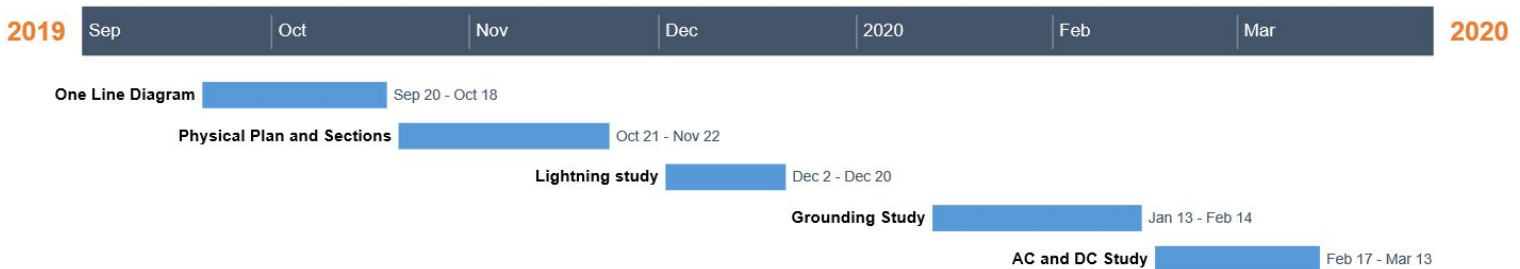 2019 Sep Oct Nov Dec 2020 Feb Mar 2020
One Line Diagram Sep 20 - Oct 18
Physical Plan and Sections Oct 21 - Nov 22
Lightning study Dec 2 - Dec 20
Grounding Study Jan 13 - Feb 14
AC and DC Study Feb 17 - Mar 13